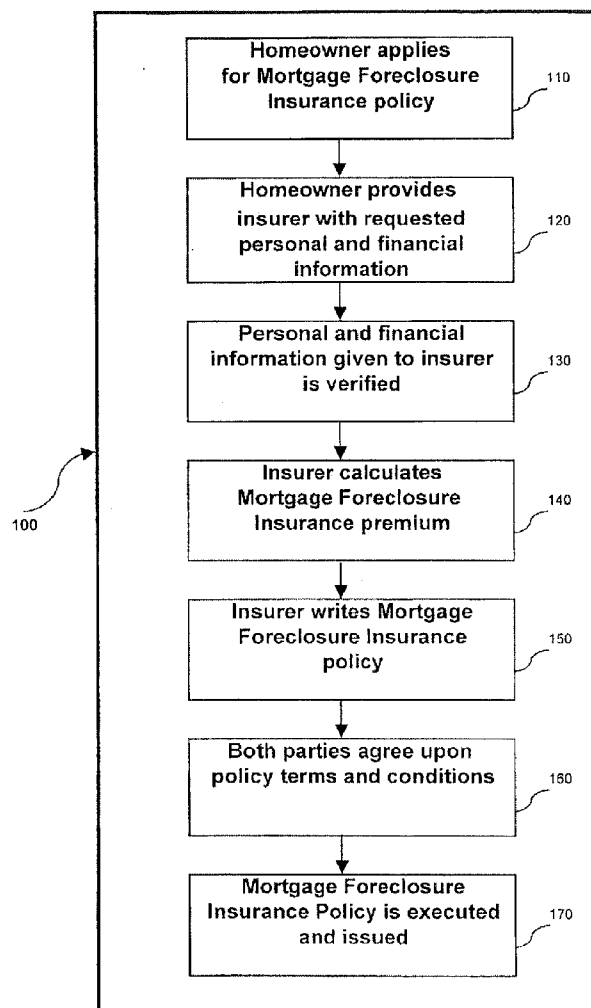 Homeowner applies
for Mortgage Foreclosure
Insurance policy
110
Homeowner provides
insurer with requested
personal and financial
information
120
Personal and financial
information given to insurer
is verified
130
Insurer calculates
Mortgage Foreclosure
Insurance premium
140
100
Insurer writes Mortgage
Foreclosure Insurance
policy
150
Both parties agree upon
policy terms and conditions
160
Mortgage Foreclosure
Insurance Policy is executed
and issued
170